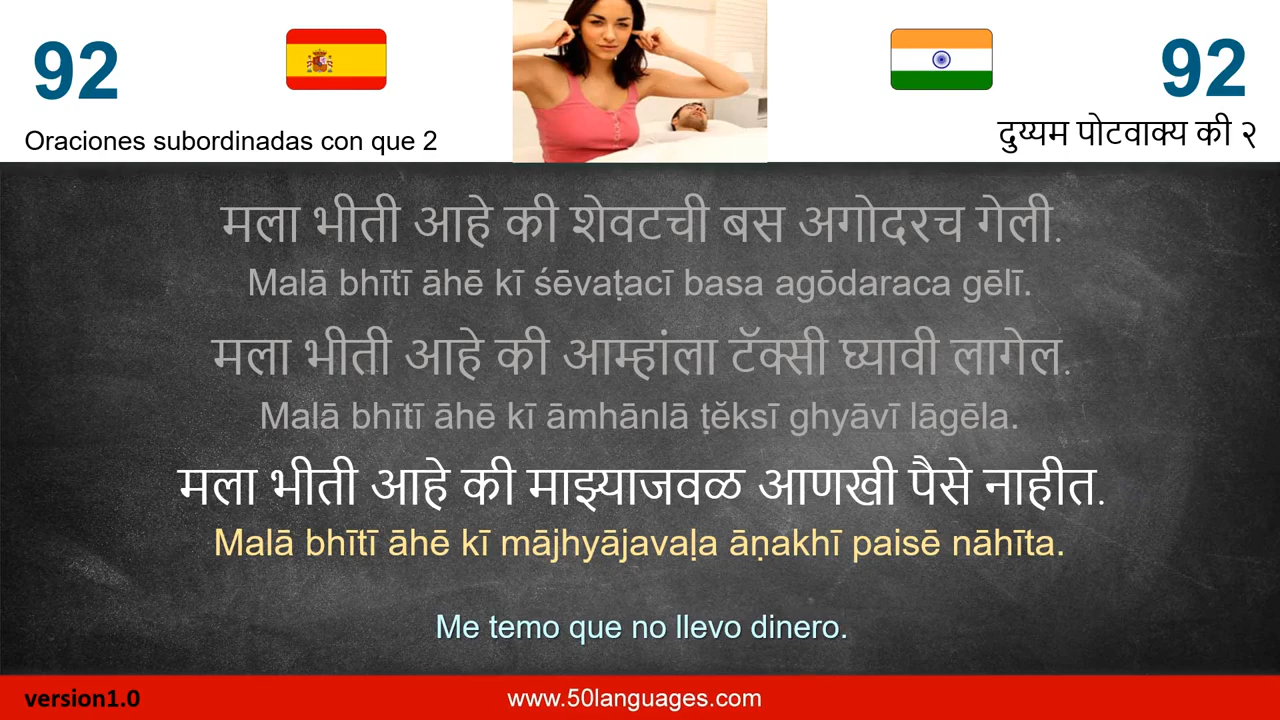 92
92
Oraciones subordinadas con que 2
दुय्यम पोटवाक्य की २
मला भीती आहे की शेवटची बस अगोदरच गेली.
Malā bhītī āhē kī śēvaṭacī basa agōdaraca gēlī.
मला भीती आहे की आम्हांला टॅक्सी घ्यावी लागेल.
Malā bhītī āhē kī āmhānlā ṭĕksī ghyāvī lāgēla.
मला भीती आहे की माझ्याजवळ आणखी पैसे नाहीत.
Malā bhītī āhē kī mājhyājavaḷa āṇakhī paisē nāhīta.
Me temo que no llevo dinero.
version1.0
www.50languages.com